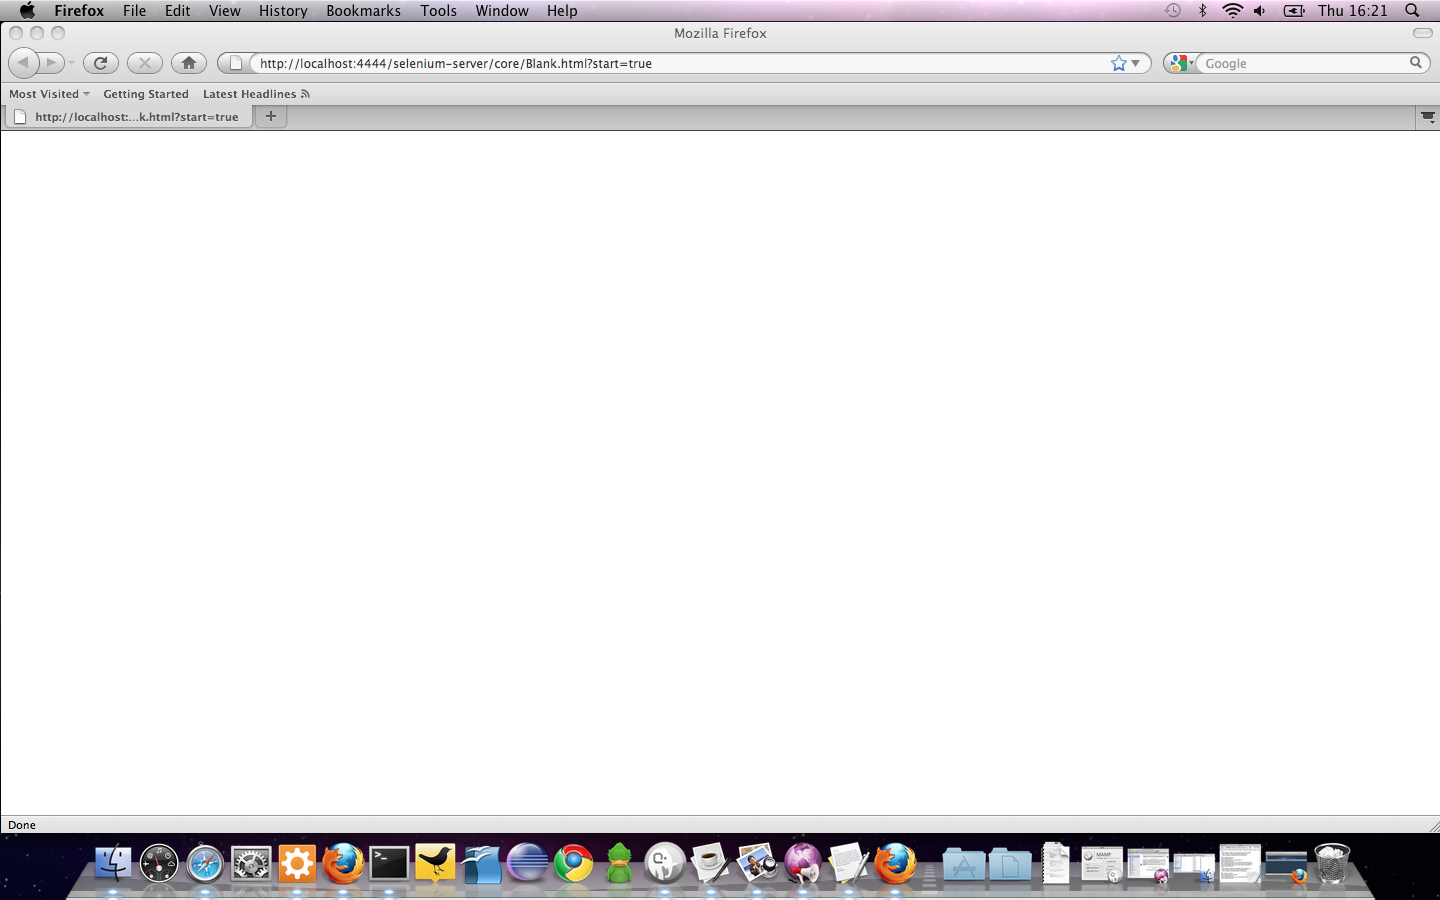 Firefox File Edit View History Bookmarks Tools Window Help Thu 16:21
Mozilla Firefox
http://localhost:4444/selenium-server/core/Blank.html?start=true Google
Most Visited Getting Started Latest Headlines
http://localhost:...k.html?start=true
Done